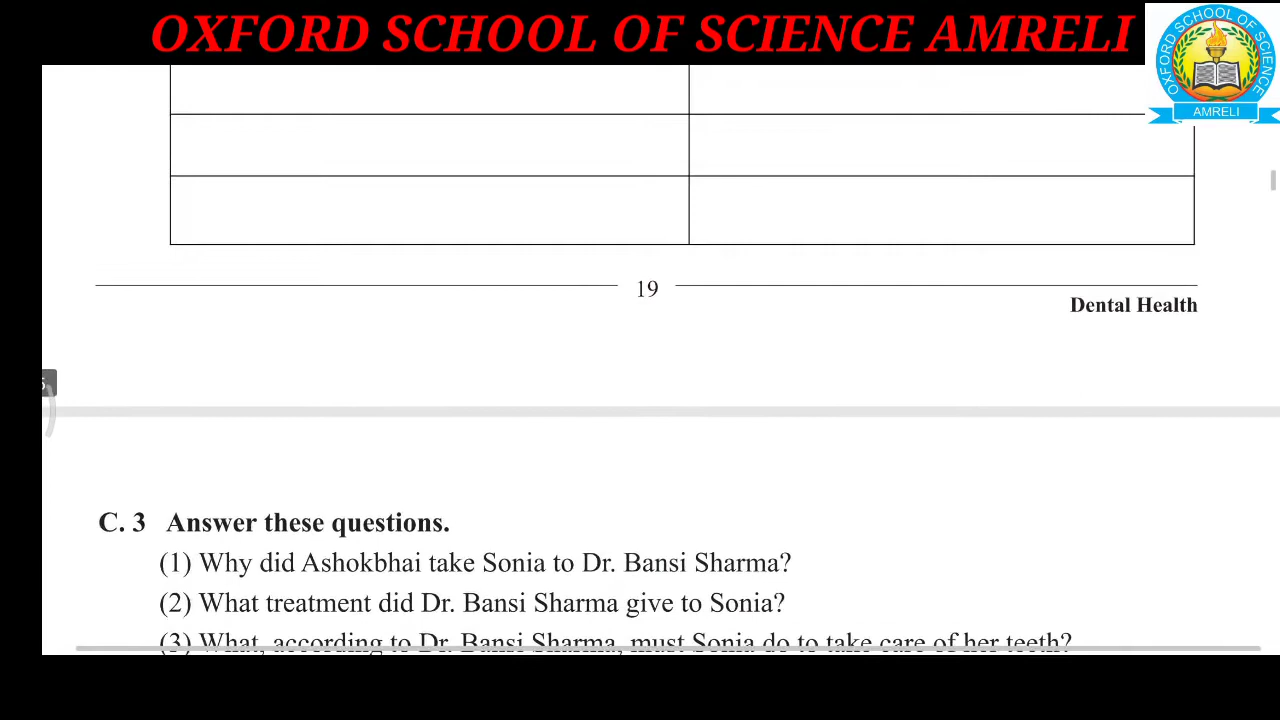 OXFORD SCHOOL OF SCIENCE AMRELI
OXFORD SCHOOL OF SCIENCE
AMRELI
19
Dental Health
C. 3 Answer these questions.
(1) Why did Ashokbhai take Sonia to Dr. Bansi Sharma?
(2) What treatment did Dr. Bansi Sharma give to Sonia?
(3) What, according to Dr. Bansi Sharma, must Sonia do to take care of her teeth?